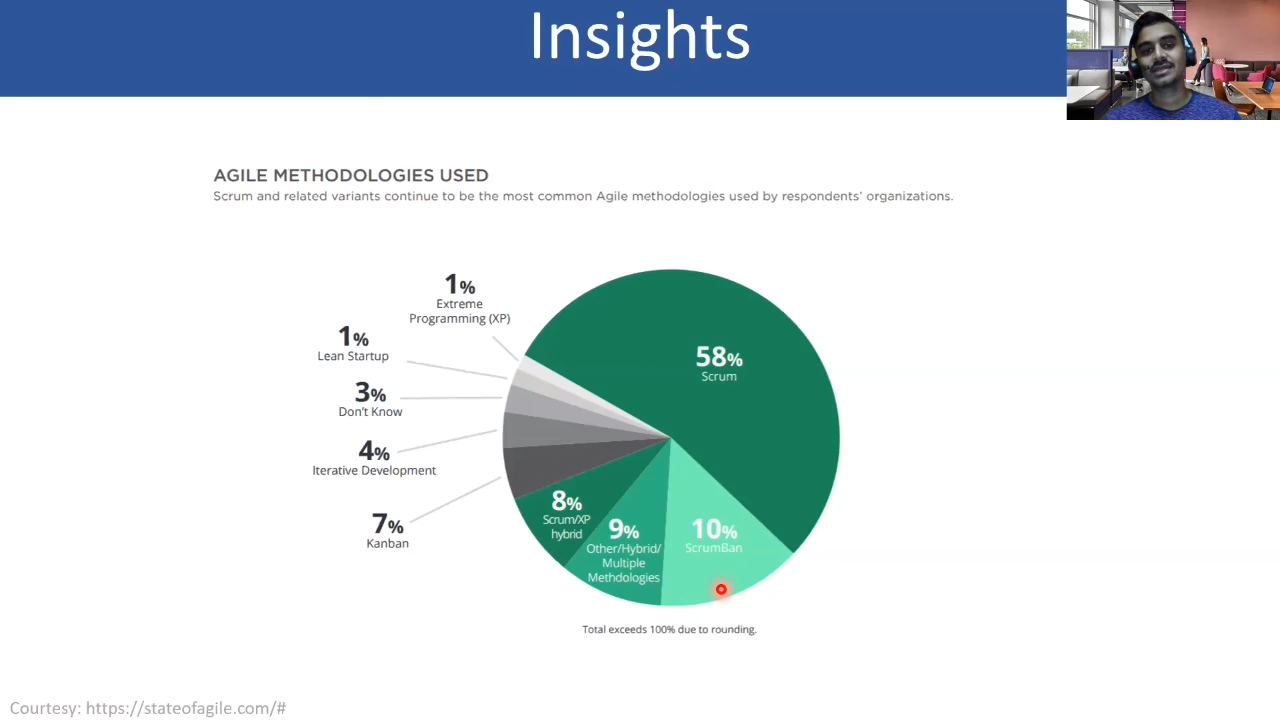 Insights
AGILE METHODOLOGIES USED
Scrum and related variants continue to be the most common Agile methodologies used by respondents' organizations.
1%
Extreme
Programming (XP)
1%
Lean Startup
3%
Don't Know
4%
Iterative Development
7%
Kanban
8%
Scrum/XP
hybrid
9%
Other/Hybrid/
Multiple
Methdologies
10%
ScrumBan
58%
Scrum
Total exceeds 100% due to rounding.
Courtesy: https://stateofagile.com/#